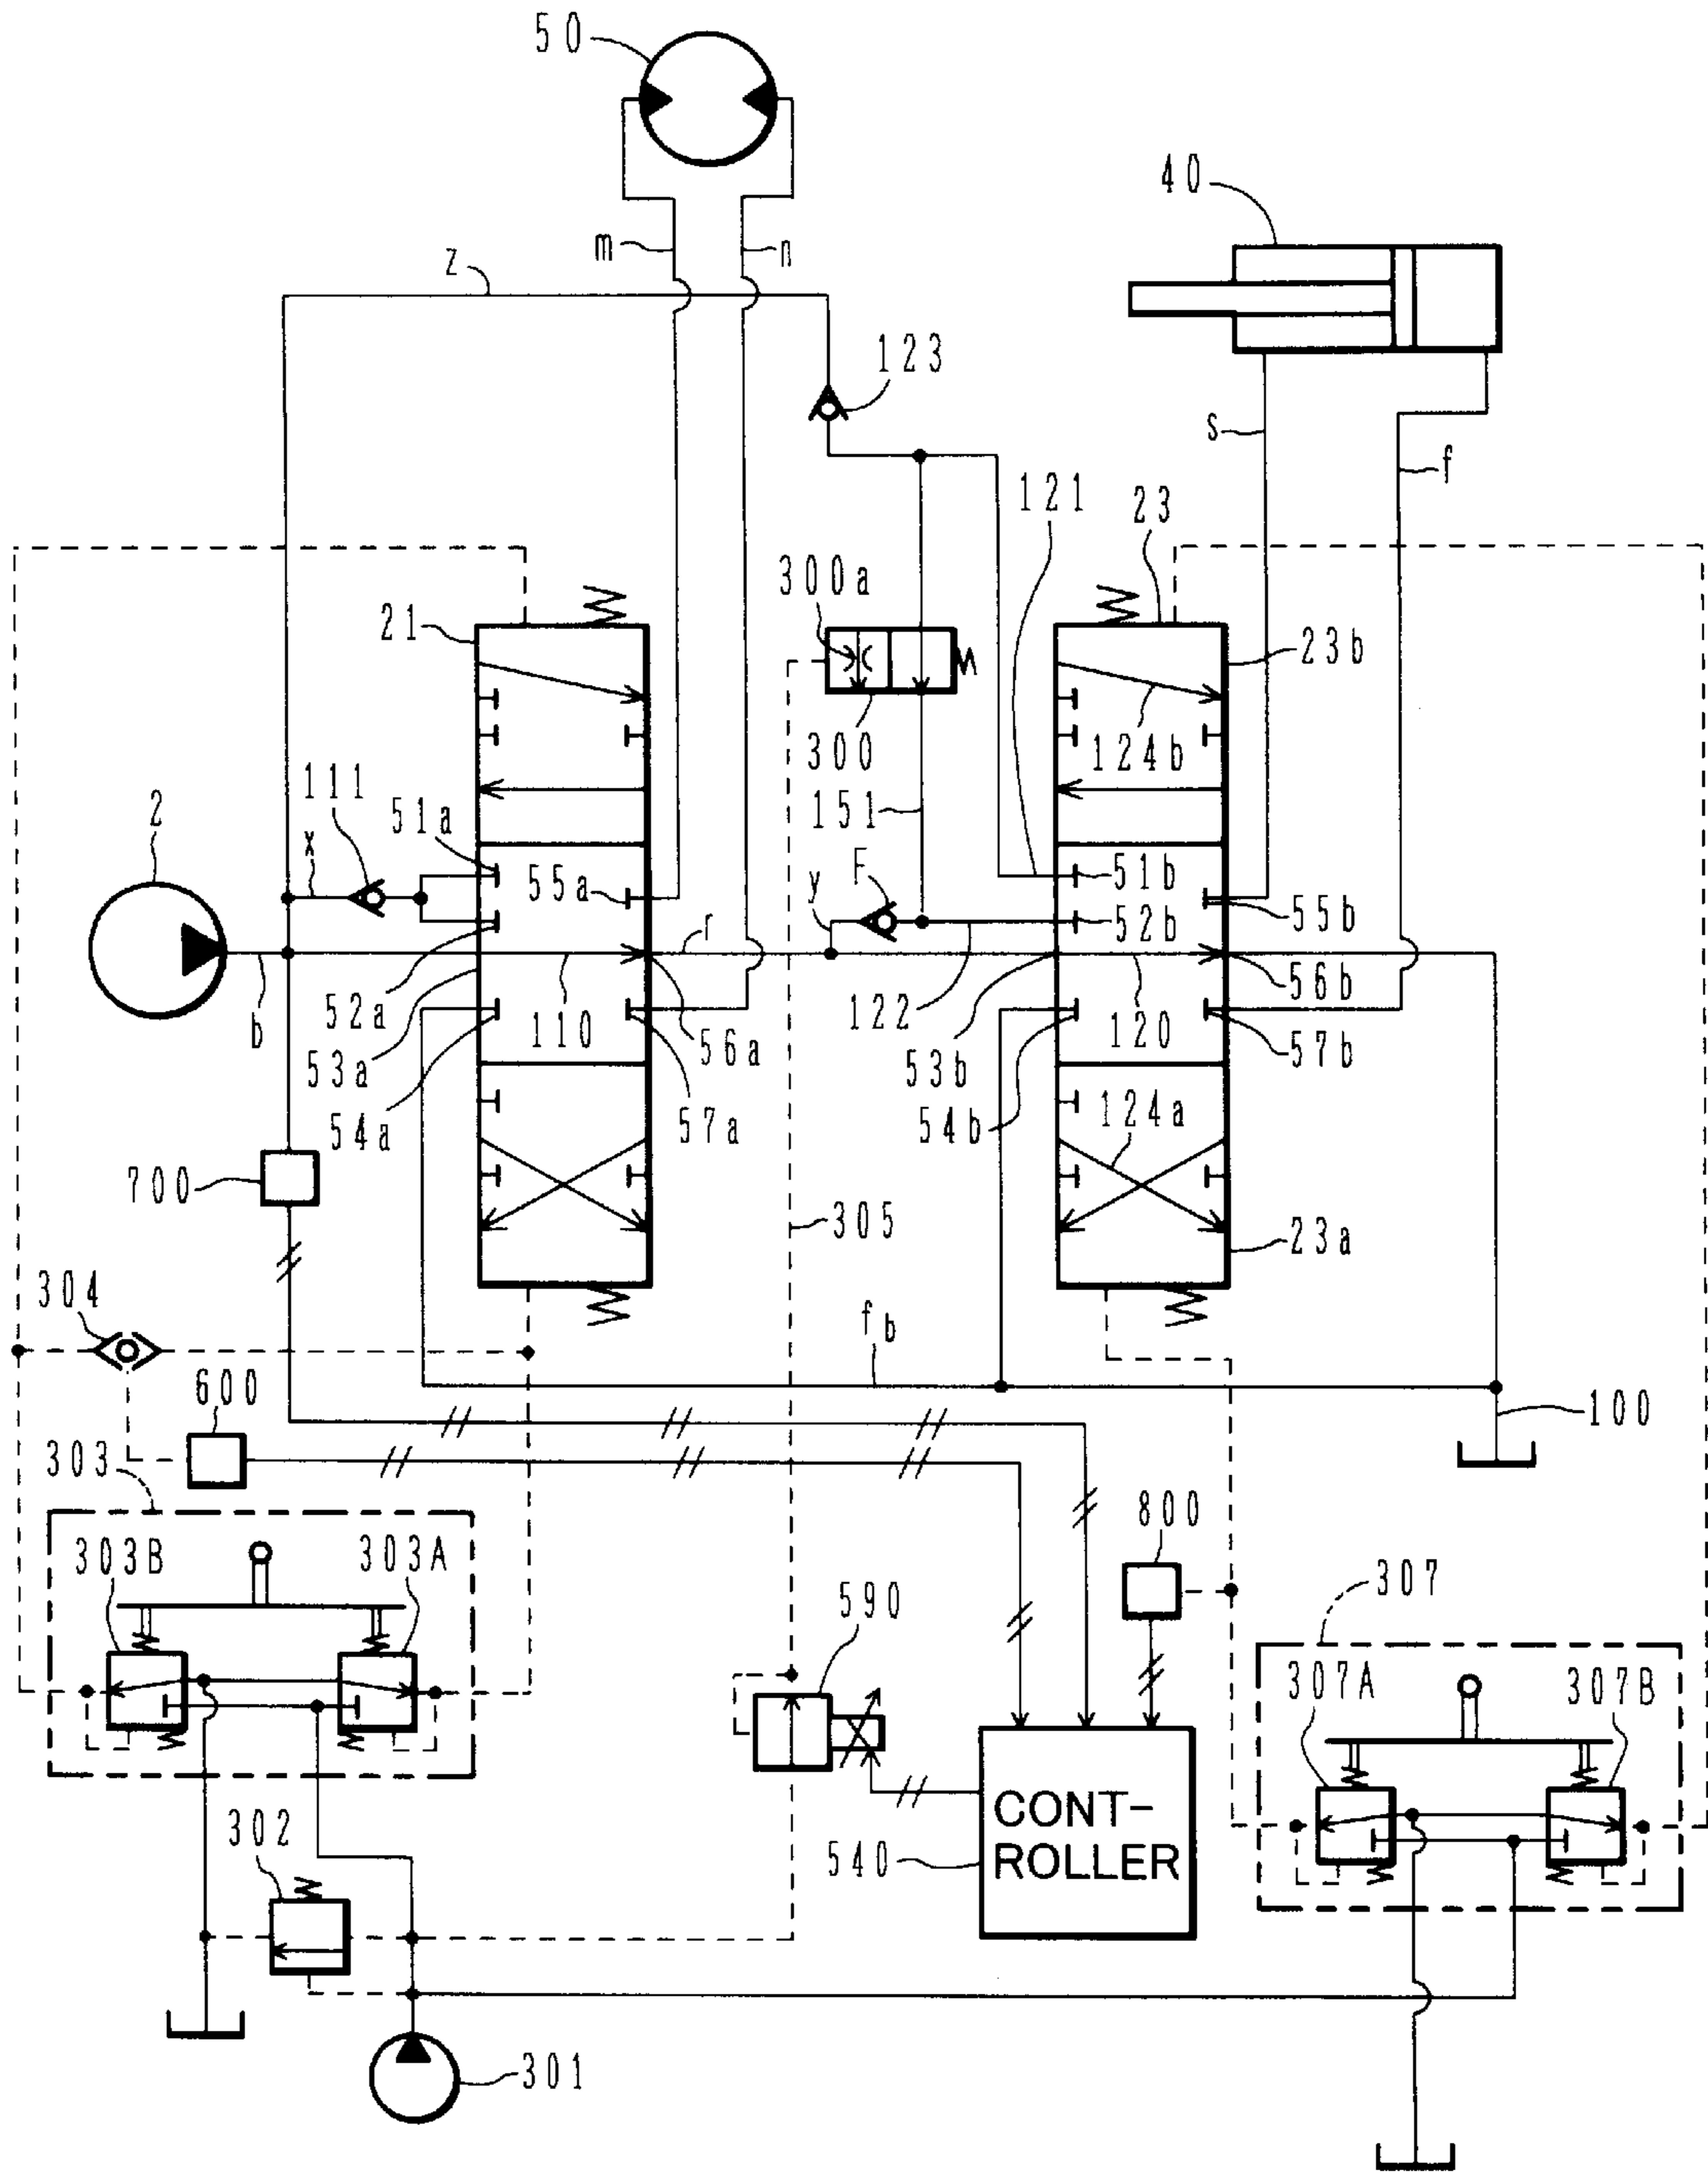 50
40
m
n
z
123
s
f
121
23
300a
21
23b
300
124b
111
51a
2
x
151
F
55a
y
51b
52b
55b
r
b
52a
110
122
120
56b
53a
56a
53b
57b
54a
57a
54b
124a
700
305
23a
304
fb
600
100
303
800
303B
303A
590
307
307A
307B
302
CONT-
ROLLER
540
301